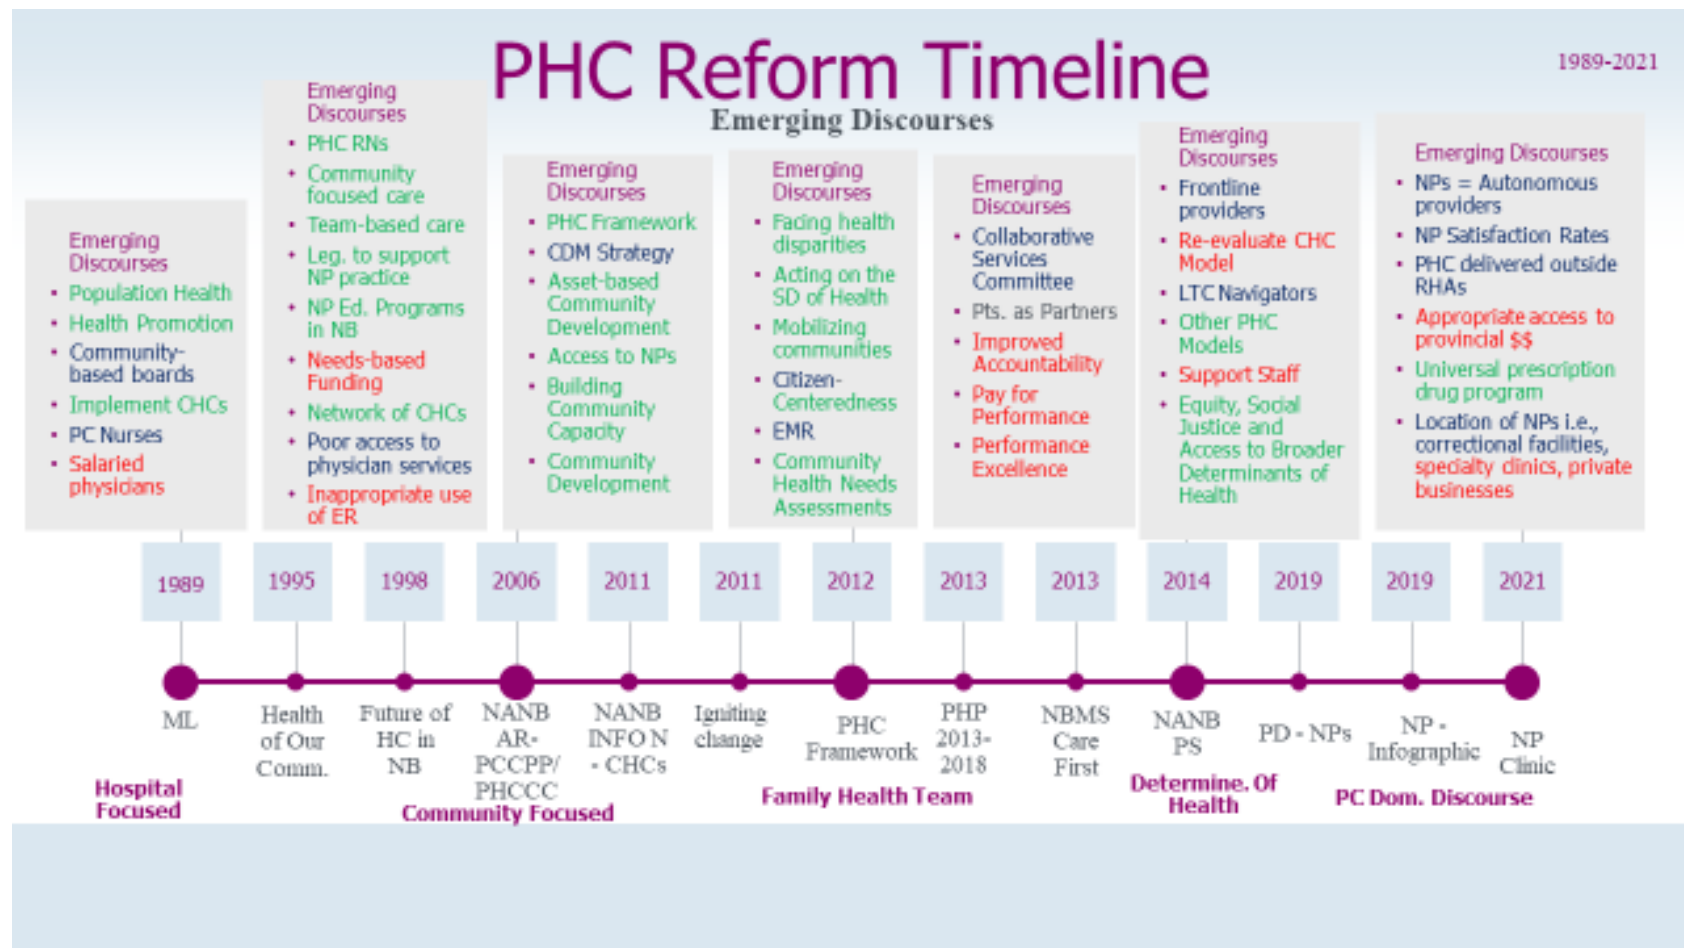 PHC Reform Timeline
1989-2021
Emerging Discourses
Emerging
Discourses
• Population Health
• Health Promotion
• Community-
based boards
• Implement CHCs
• PC Nurses
• Salaried
physicians
Emerging
Discourses
• PHC RNs
• Community
focused care
• Team-based care
• Leg. to support
NP practice
• NP Ed. Programs
in NB
• Needs-based
Funding
• Network of CHCs
• Poor access to
physician services
• Inappropriate use
of ER
Emerging
Discourses
• PHC Framework
• CDM Strategy
• Asset-based
Community
Development
• Access to NPs
• Building
Community
Capacity
• Community
Development
Emerging
Discourses
• Facing health
disparities
• Acting on the
SD of Health
• Mobilizing
communities
• Citizen-
Centeredness
• EMR
• Community
Health Needs
Assessments
Emerging
Discourses
• Collaborative
Services
Committee
• Pts. as Partners
• Improved
Accountability
• Pay for
Performance
• Performance
Excellence
Emerging
Discourses
• Frontline
providers
• Re-evaluate CHC
Model
• LTC Navigators
• Other PHC
Models
• Support Staff
• Equity, Social
Justice and
Access to Broader
Determinants of
Health
Emerging Discourses
• NPs = Autonomous
providers
• NP Satisfaction Rates
• PHC delivered outside
RHAs
• Appropriate access to
provincial $$
• Universal prescription
drug program
• Location of NPs i.e.,
correctional facilities,
specialty clinics, private
businesses
1989
1995
1998
2006
2011
2011
2012
2013
2013
2014
2019
2019
2021
ML
Health
of Our
Comm.
Future of
HC in
NB
NANB
AR-
PCCPP/
PHCCC
NANB
INFO N
- CHCs
Igniting
change
PHC
Framework
PHP
2013-
2018
NBMS
Care
First
NANB
PS
PD - NPs
NP -
Infographic
NP
Clinic
Hospital
Focused
Community Focused
Family Health Team
Determine. Of
Health
PC Dom. Discourse